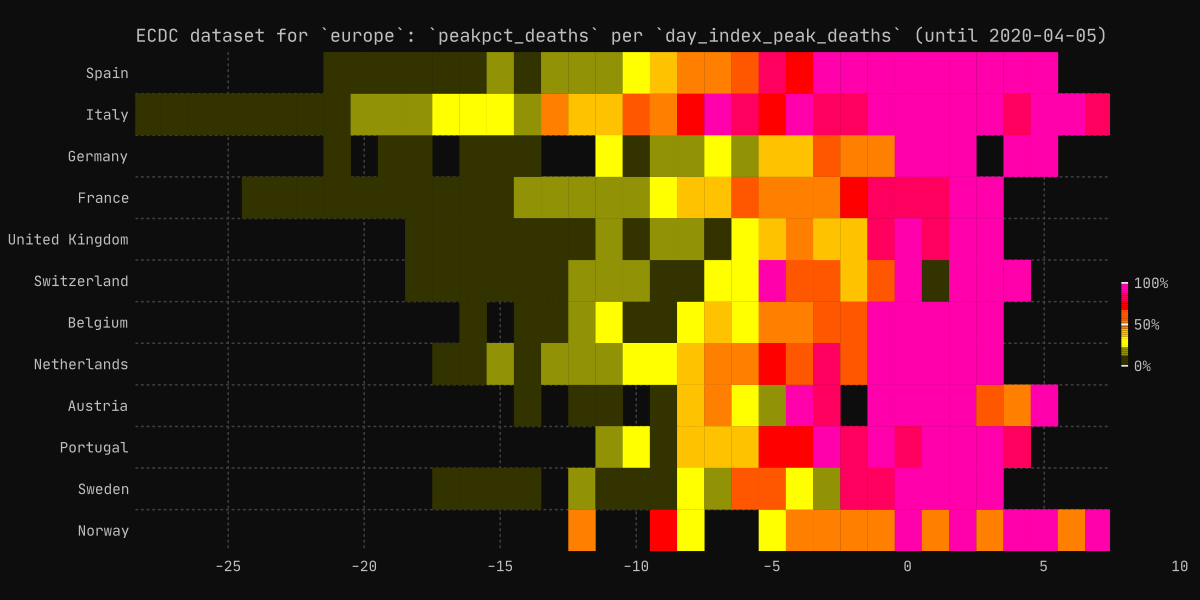 ECDC dataset for `europe`: `peakpct_deaths` per `day_index_peak_deaths` (until 2020-04-05)
Spain
Italy
Germany
France
United Kingdom
Switzerland
Belgium
Netherlands
Austria
Portugal
Sweden
Norway
100%
50%
0%
-25 -20 -15 -10 -5 0 5 10